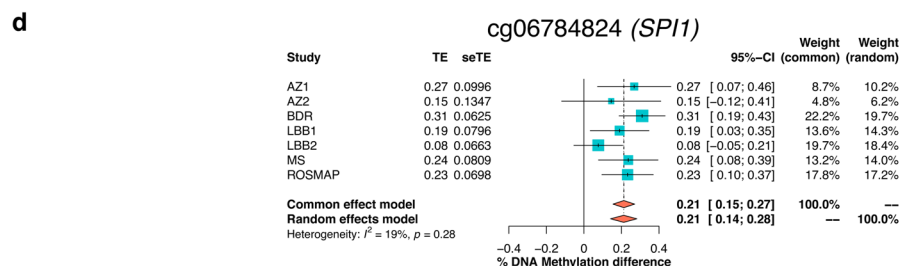 d
cg06784824 (SPI1)
Weight Weight
Study TE seTE 95%−CI (common) (random)
AZ1 0.27 0.0996 0.27 [ 0.07; 0.46] 8.7% 10.2%
AZ2 0.15 0.1347 0.15 [−0.12; 0.41] 4.8% 6.2%
BDR 0.31 0.0625 0.31 [ 0.19; 0.43] 22.2% 19.7%
LBB1 0.19 0.0796 0.19 [ 0.03; 0.35] 13.6% 14.3%
LBB2 0.08 0.0663 0.08 [−0.05; 0.21] 19.7% 18.4%
MS 0.24 0.0809 0.24 [ 0.08; 0.39] 13.2% 14.0%
ROSMAP 0.23 0.0698 0.23 [ 0.10; 0.37] 17.8% 17.2%
Common effect model 0.21 [ 0.15; 0.27] 100.0% −−
Random effects model 0.21 [ 0.14; 0.28] −− 100.0%
Heterogeneity: I² = 19%, p = 0.28
−0.4 −0.2 0 0.2 0.4
% DNA Methylation difference